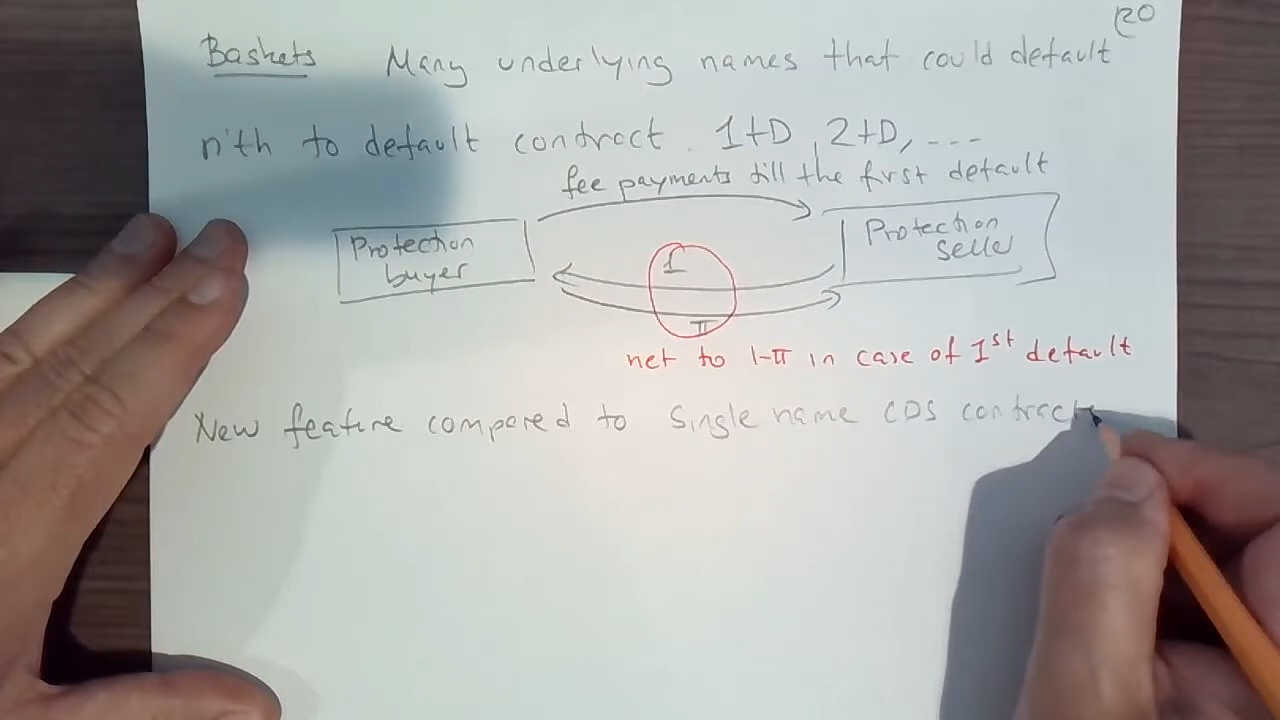 20
Baskets Many underlying names that could default
n'th to default contract. 1tD, 2tD, ----
fee payments till the first default
Protection buyer
Protection seller
1
π
net to 1-π in case of 1st default
New feature compared to single name CDS contracts